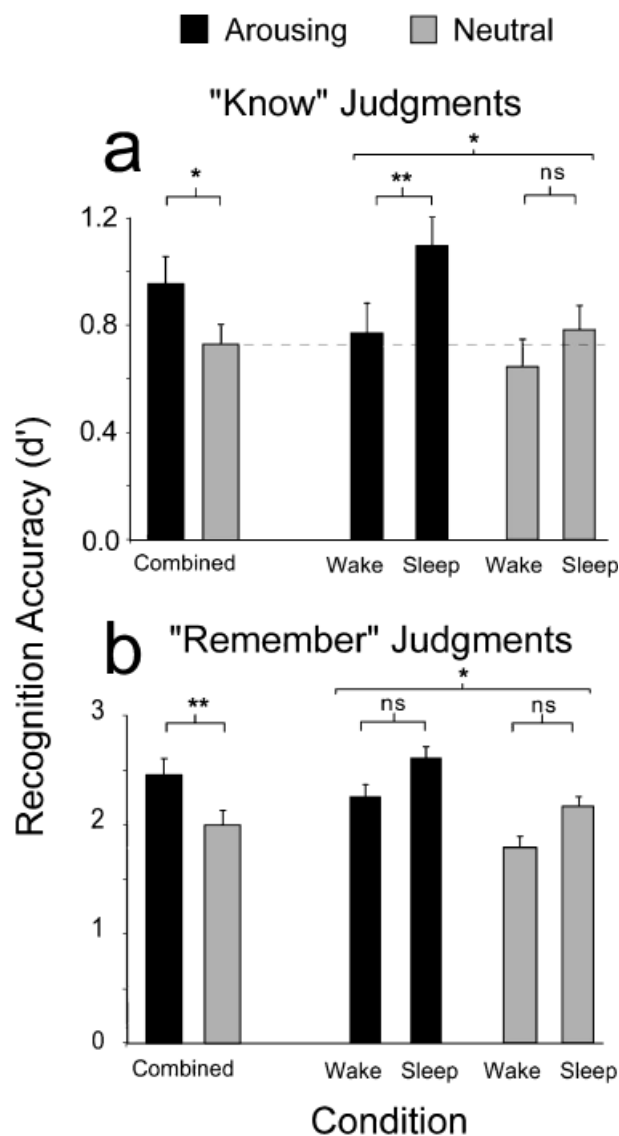 Arousing Neutral
"Know" Judgments
a
*
* ** ns
1.2
0.8
0.4
0.0
Combined Wake Sleep Wake Sleep
Recognition Accuracy (d')
b
"Remember" Judgments
*
** ns ns
3
2
1
0
Combined Wake Sleep Wake Sleep
Condition